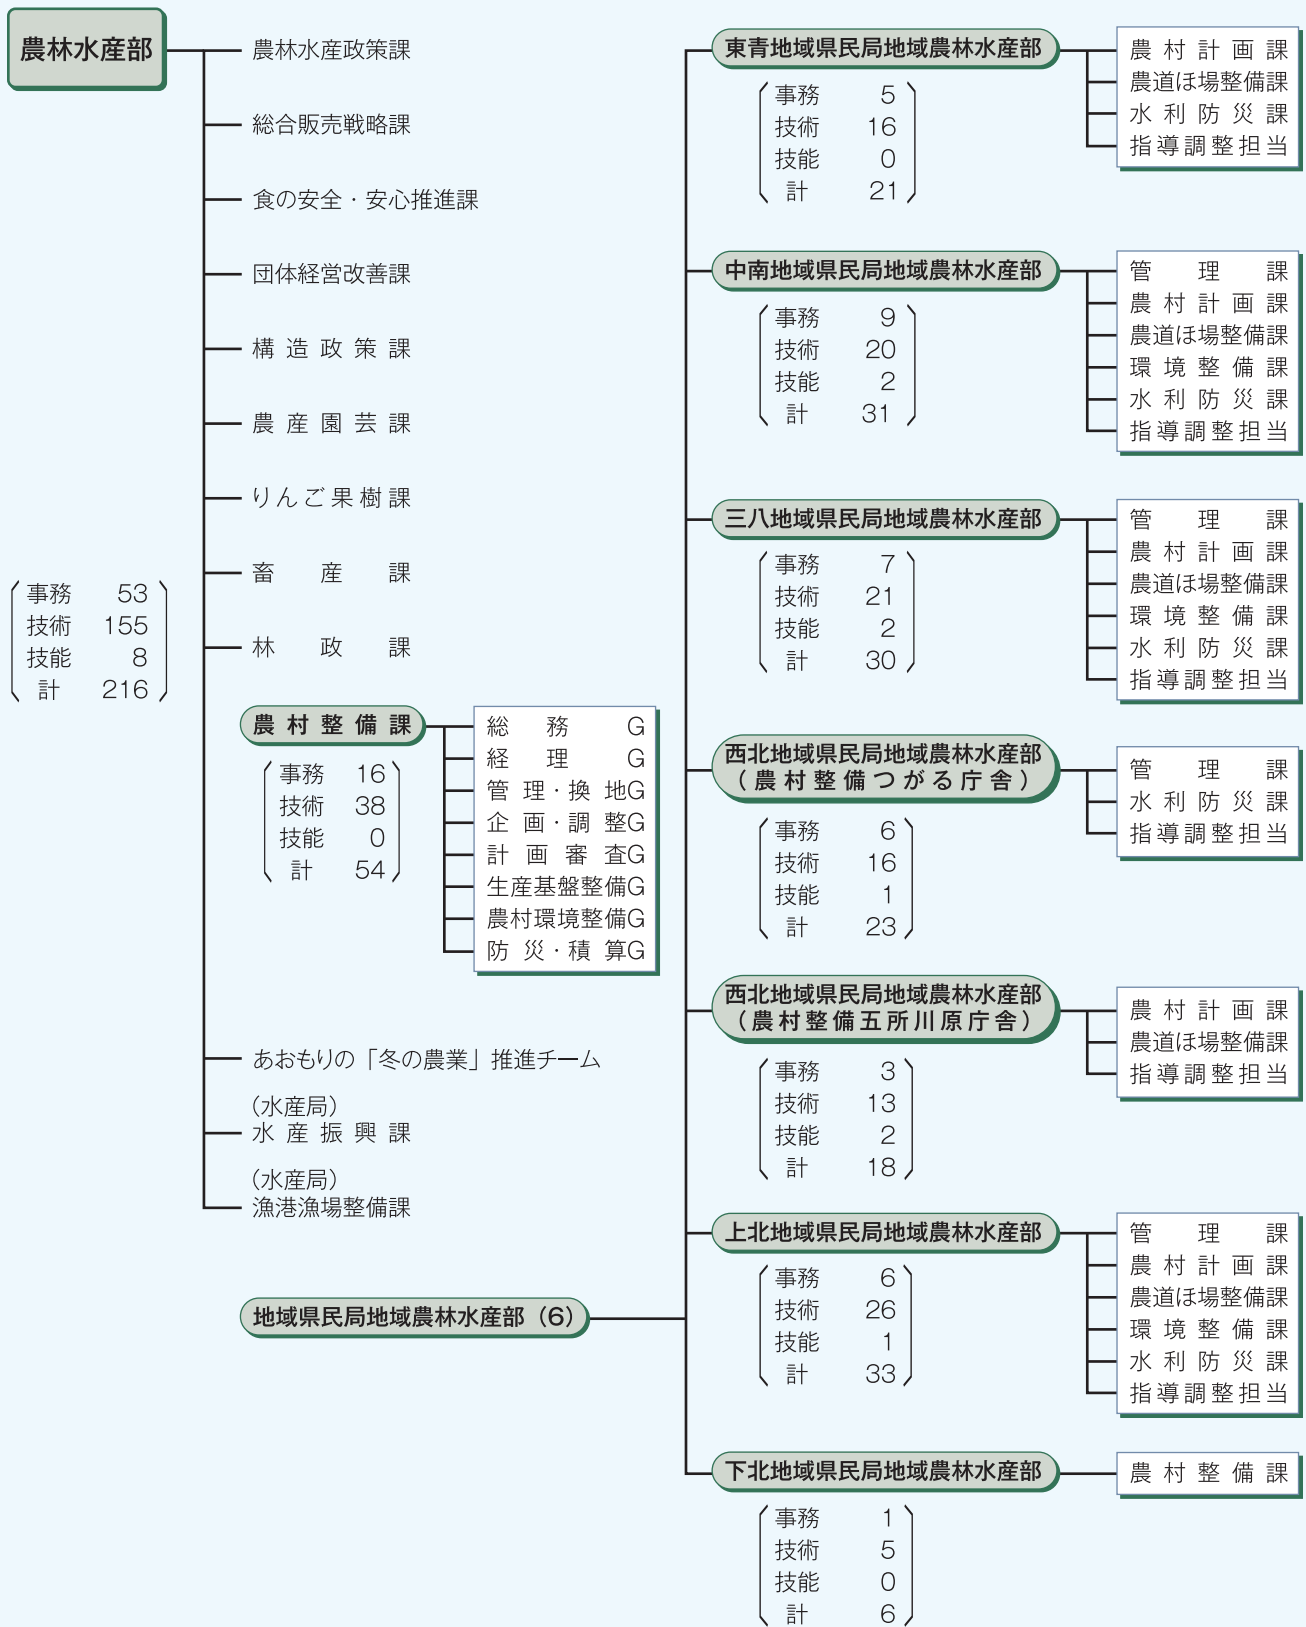 農林水産部
農林水産政策課
総合販売戦略課
食の安全・安心推進課
団体経営改善課
構造政策課
農産園芸課
りんご果樹課
畜産課
林政課
事務 53
技術 155
技能 8
計 216
農村整備課
事務 16
技術 38
技能 0
計 54
総務G
経理G
管理・換地G
企画・調整G
計画審査G
生産基盤整備G
農村環境整備G
防災・積算G
あおもりの「冬の農業」推進チーム
(水産局)
水産振興課
(水産局)
漁港漁場整備課
地域県民局地域農林水産部(6)
東青地域県民局地域農林水産部
事務 5
技術 16
技能 0
計 21
農村計画課
農道ほ場整備課
水利防災課
指導調整担当
中南地域県民局地域農林水産部
事務 9
技術 20
技能 2
計 31
管理課
農村計画課
農道ほ場整備課
環境整備課
水利防災課
指導調整担当
三八地域県民局地域農林水産部
事務 7
技術 21
技能 2
計 30
管理課
農村計画課
農道ほ場整備課
環境整備課
水利防災課
指導調整担当
西北地域県民局地域農林水産部
(農村整備つがる庁舎)
事務 6
技術 16
技能 1
計 23
管理課
水利防災課
指導調整担当
西北地域県民局地域農林水産部
(農村整備五所川原庁舎)
事務 3
技術 13
技能 2
計 18
農村計画課
農道ほ場整備課
指導調整担当
上北地域県民局地域農林水産部
事務 6
技術 26
技能 1
計 33
管理課
農村計画課
農道ほ場整備課
環境整備課
水利防災課
指導調整担当
下北地域県民局地域農林水産部
事務 1
技術 5
技能 0
計 6
農村整備課